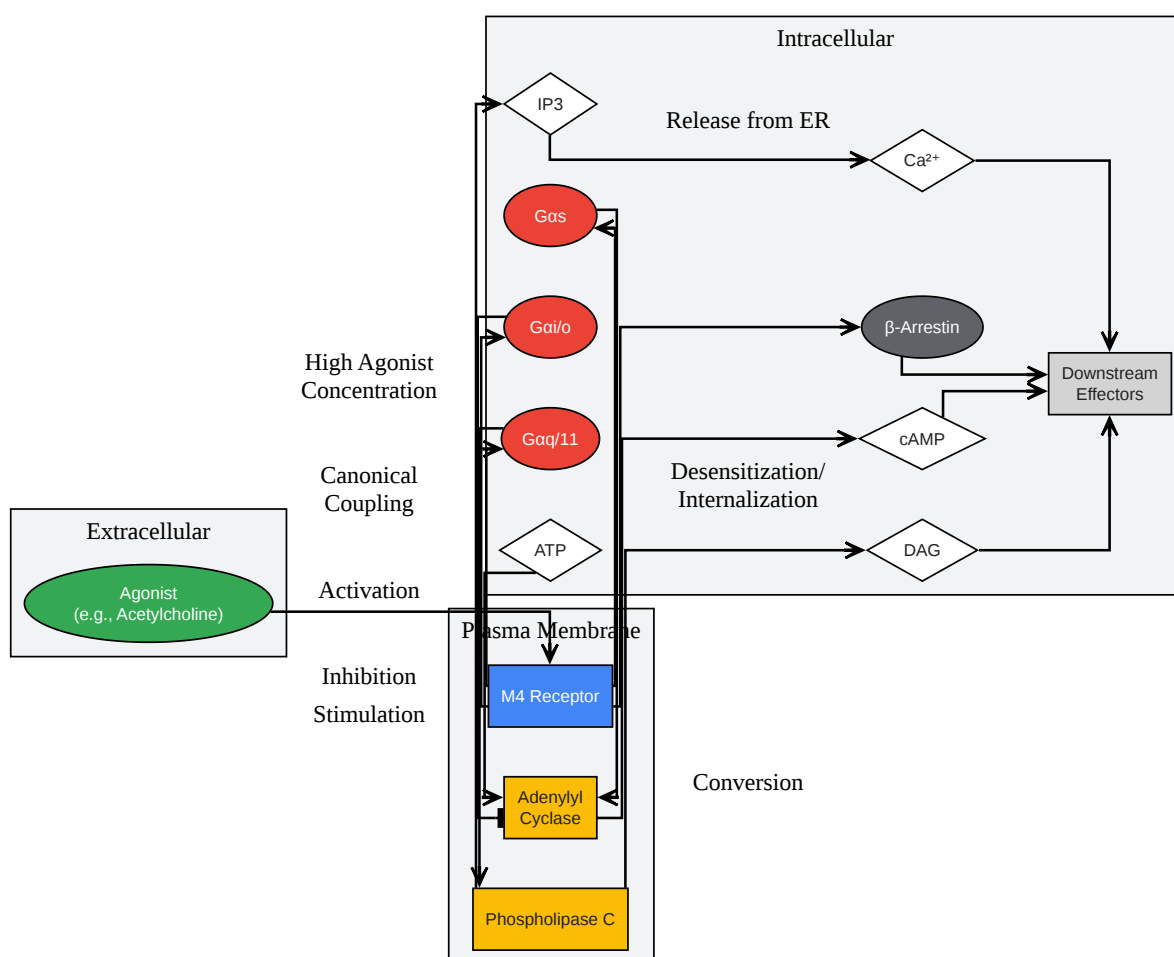 Intracellular
IP3
Release from ER
Ca²⁺
Gαs
Gαi/o
β-Arrestin
High Agonist
Concentration
Downstream
Effectors
Gαq/11
cAMP
Canonical
Coupling
Desensitization/
Internalization
Extracellular
ATP
DAG
Agonist
(e.g., Acetylcholine)
Activation
Plasma Membrane
Inhibition
M4 Receptor
Stimulation
Conversion
Adenylyl
Cyclase
Phospholipase C